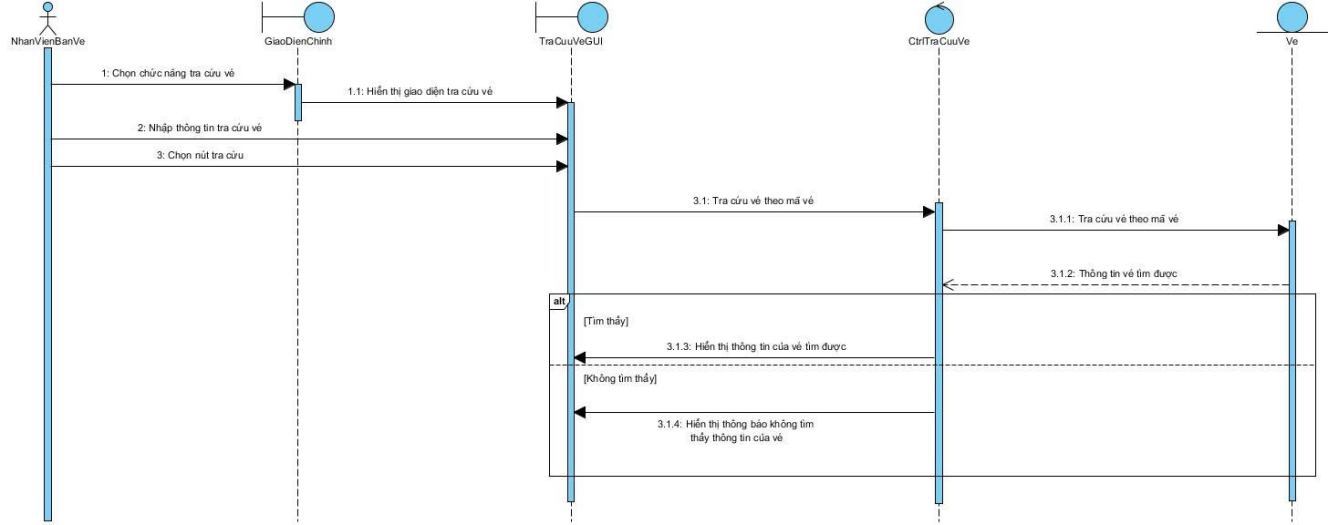 NhanVienBanVe
GiaoDienChinh
TraCuuVeGUI
CtrlTraCuuVe
Ve
1: Chọn chức năng tra cứu vé
1.1: Hiển thị giao diện tra cứu vé
2: Nhập thông tin tra cứu vé
3: Chọn nút tra cứu
3.1: Tra cứu vé theo mã vé
3.1.1: Tra cứu vé theo mã vé
3.1.2: Thông tin vé tìm được
alt
[Tìm thấy]
3.1.3: Hiển thị thông tin của vé tìm được
[Không tìm thấy]
3.1.4: Hiển thị thông báo không tìm
thấy thông tin của vé